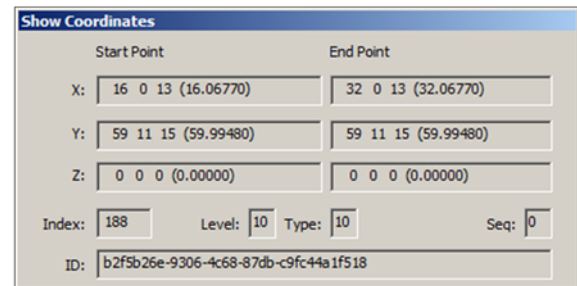 Show Coordinates
Start Point End Point
X: 16 0 13 (16.06770) 32 0 13 (32.06770)
Y: 59 11 15 (59.99480) 59 11 15 (59.99480)
Z: 0 0 0 (0.00000) 0 0 0 (0.00000)
Index: 188 Level: 10 Type: 10 Seq: 0
ID: b2f5b26e-9306-4c68-87db-c9fc44a1f518